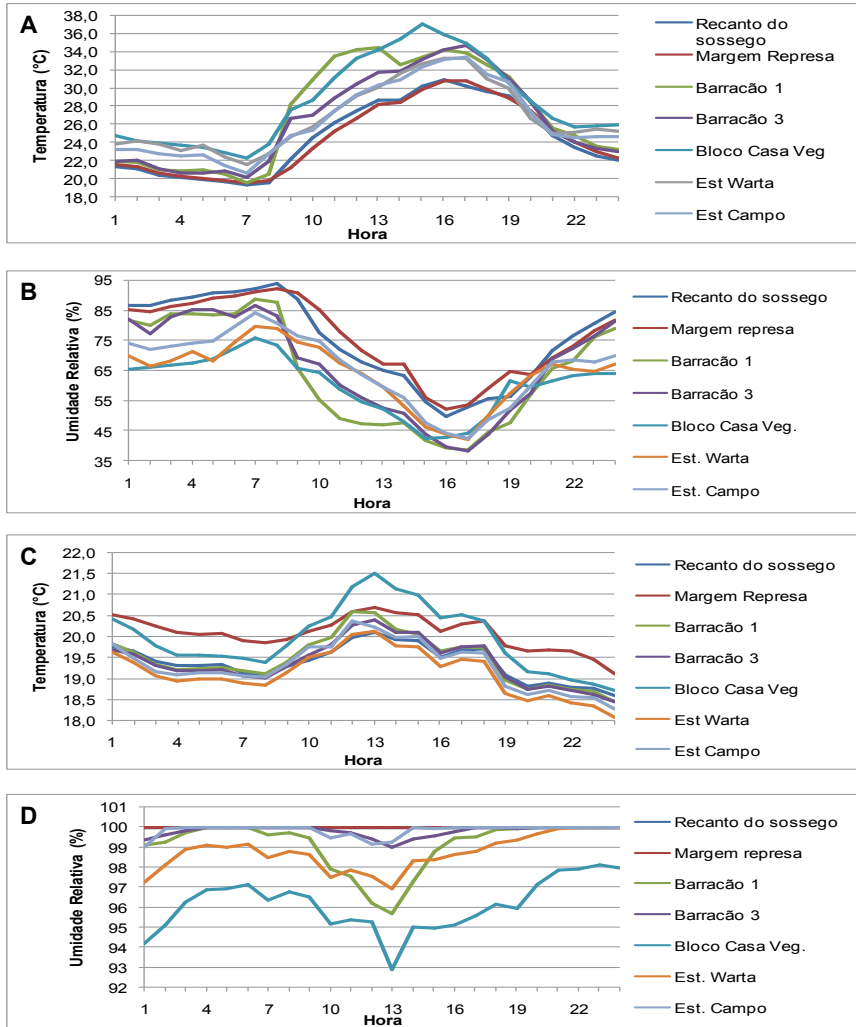 A
Temperatura (°C)
38,0
36,0
34,0
32,0
30,0
28,0
26,0
24,0
22,0
20,0
18,0
1 4 7 10 13 16 19 22
Hora
Recanto do
sossego
Margem Represa
Barracão 1
Barracão 3
Bloco Casa Veg
Est Warta
Est Campo
B
Umidade Relativa (%)
95
85
75
65
55
45
35
1 4 7 10 13 16 19 22
Hora
Recanto do sossego
Margem represa
Barracão 1
Barracão 3
Bloco Casa Veg.
Est. Warta
Est. Campo
C
Temperatura (°C)
22,0
21,5
21,0
20,5
20,0
19,5
19,0
18,5
18,0
1 4 7 10 13 16 19 22
Hora
Recanto do sossego
Margem Represa
Barracão 1
Barracão 3
Bloco Casa Veg
Est Warta
Est Campo
D
Umidade Relativa (%)
101
100
99
98
97
96
95
94
93
92
1 4 7 10 13 16 19 22
Hora
Recanto do sossego
Margem represa
Barracão 1
Barracão 3
Bloco Casa Veg.
Est. Warta
Est. Campo